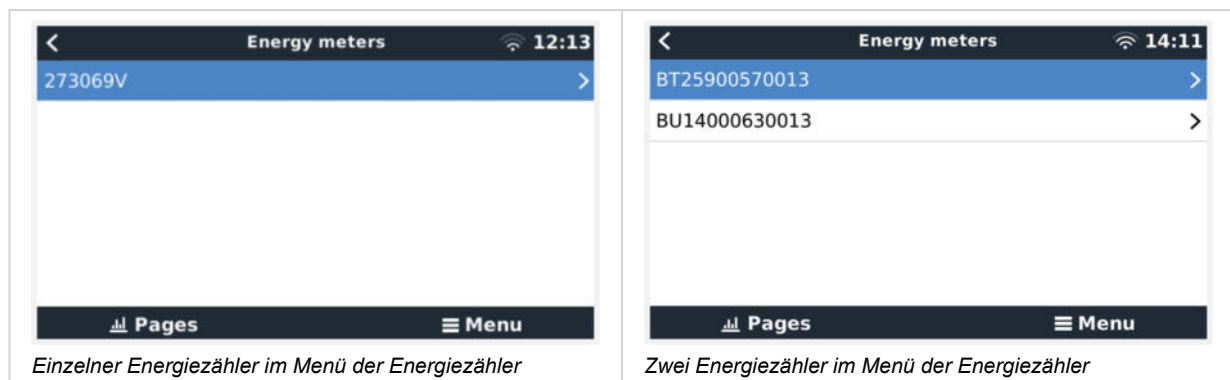 Energy meters 12:13
273069V
Pages Menu
Einzelner Energiezähler im Menü der Energiezähler
Energy meters 14:11
BT25900570013
BU14000630013
Pages Menu
Zwei Energiezähler im Menü der Energiezähler